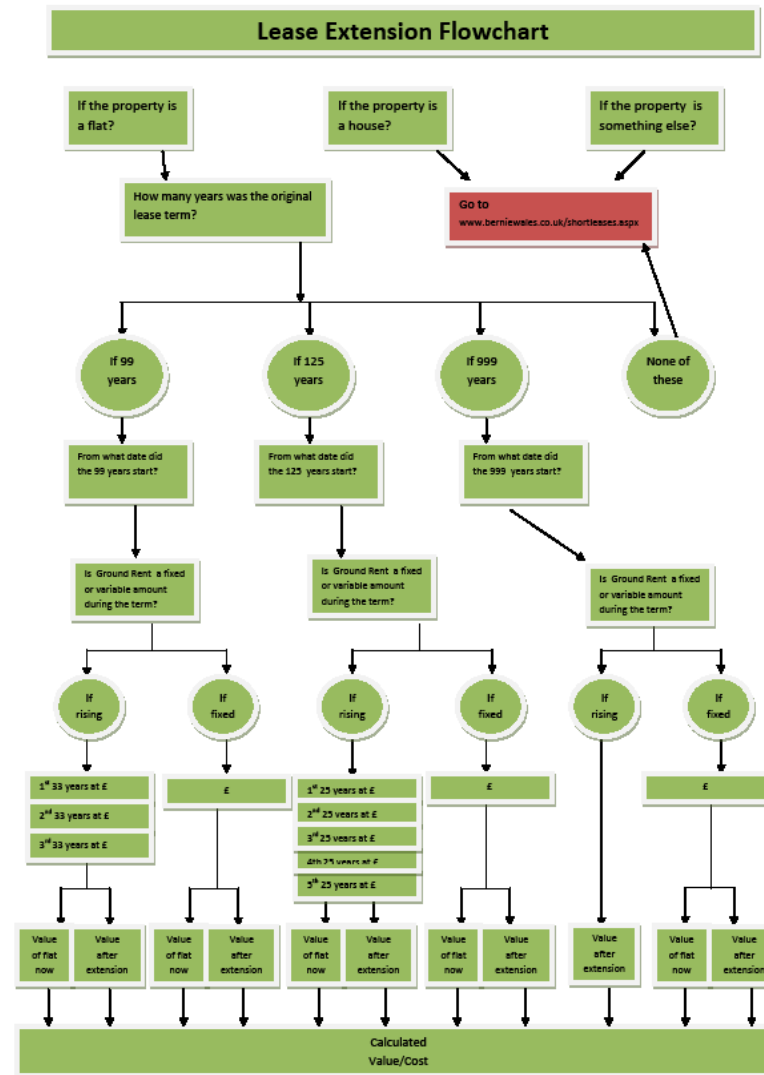 Lease Extension Flowchart
If the property is
a flat?
If the property is
a house?
If the property is
something else?
How many years was the original
lease term?
Go to
www.berniewales.co.uk/shortleases.aspx
If 99
years
If 125
years
If 999
years
None of
these
From what date did
the 99 years start?
From what date did
the 125 years start?
From what date did
the 999 years start?
Is Ground Rent a fixed
or variable amount
during the term?
Is Ground Rent a fixed
or variable amount
during the term?
Is Ground Rent a fixed
or variable amount
during the term?
If
rising
If
fixed
If
rising
If
fixed
If
rising
If
fixed
1st 33 years at £
2nd 33 years at £
3rd 33 years at £
£
1st 25 years at £
2nd 25 years at £
3rd 25 years at £
4th 25 years at £
5th 25 years at £
£
£
Value
of flat
now
Value
after
extension
Value
of flat
now
Value
after
extension
Value
of flat
now
Value
after
extension
Value
of flat
now
Value
after
extension
Value
after
extension
Value
of flat
now
Value
after
extension
Calculated
Value/Cost